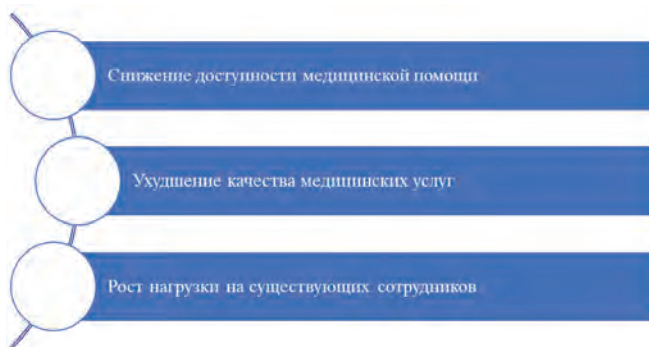 Снижение доступности медицинской помощи
Ухудшение качества медицинских услуг
Рост нагрузки на существующих сотрудников